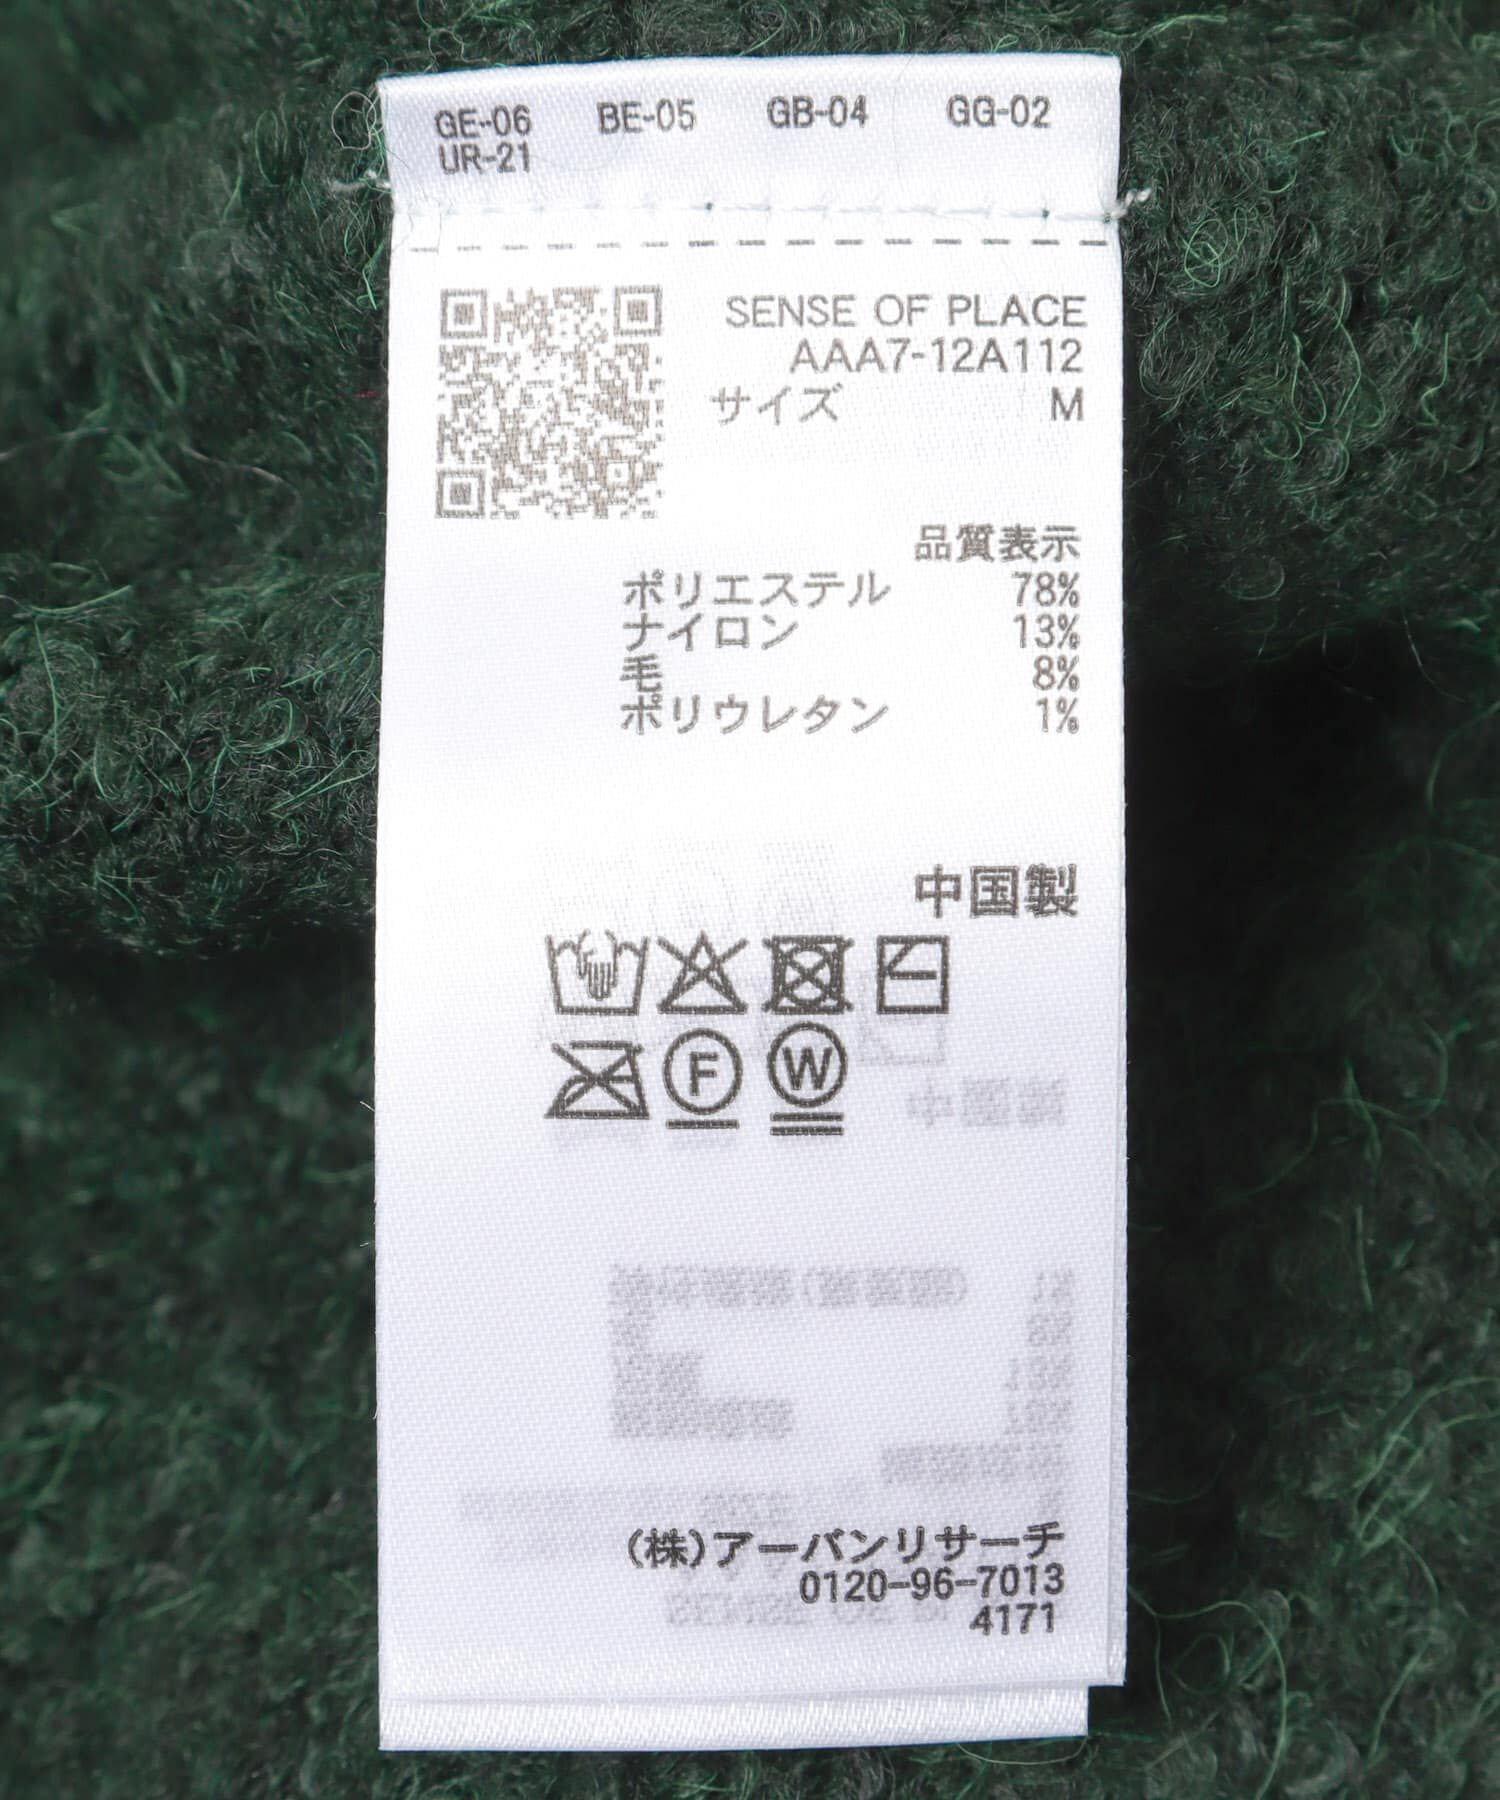 GE-06 BE-05 GB-04 GG-02
UR-21
SENSE OF PLACE
AAA7-12A112
サイズ M
品質表示
ポリエステル 78%
ナイロン 13%
毛 8%
ポリウレタン 1%
中国製
F W
(株)アーバンリサーチ
0120-96-7013
4171